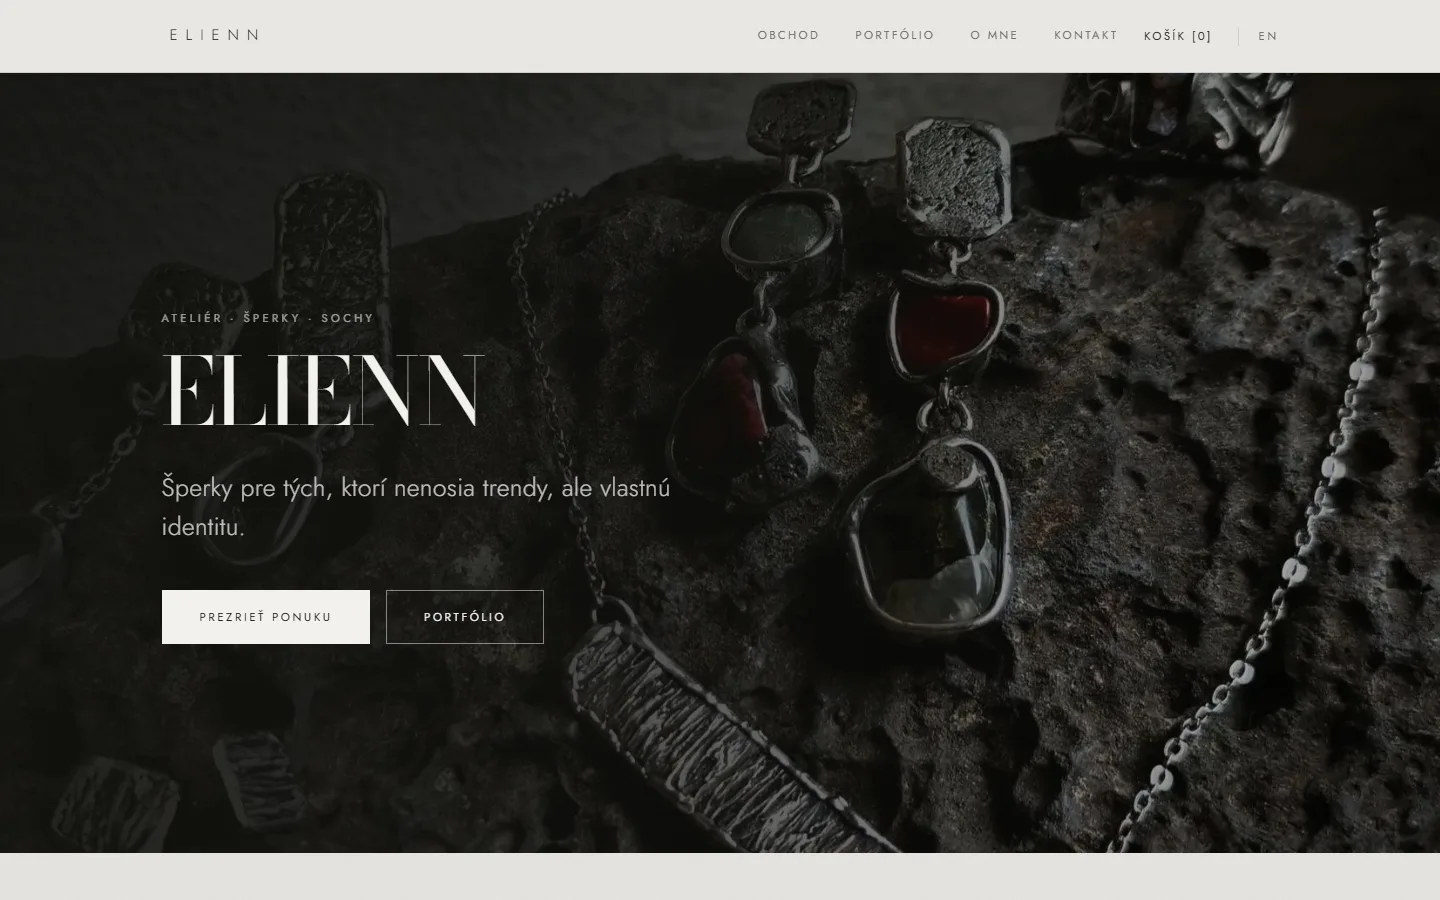 ELIENN
OBCHOD PORTFÓLIO O MNE KONTAKT KOŠÍK [0] EN
ATELIÉR - ŠPERKY - SOCHY
ELIENN
Šperky pre tých, ktorí nenosia trendy, ale vlastnú
identitu.
PREZRIEŤ PONUKU PORTFÓLIO